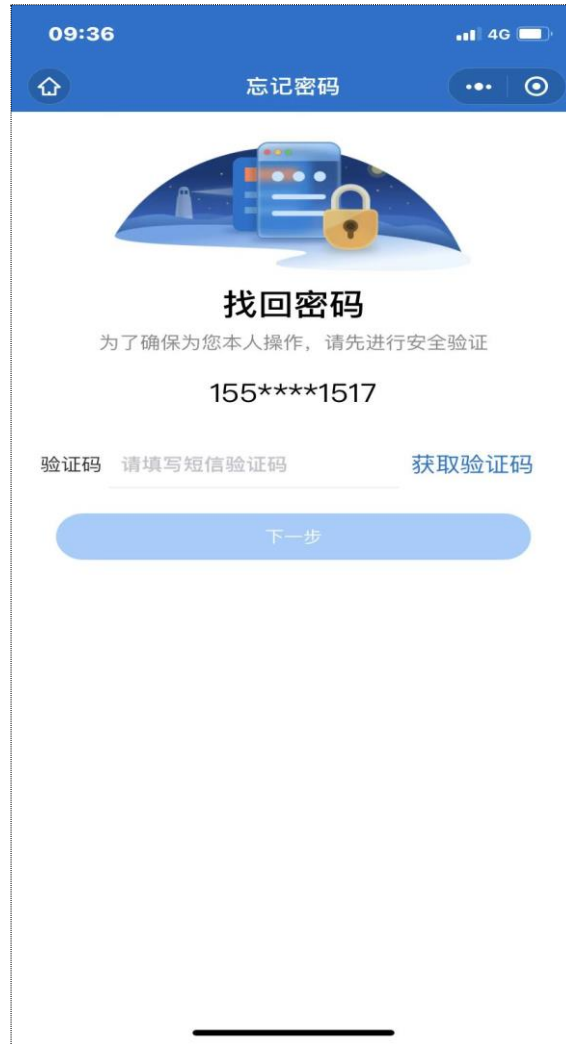 09:36
4G
忘记密码
找回密码
为了确保为您本人操作，请先进行安全验证
155****1517
验证码 请填写短信验证码 获取验证码
下一步